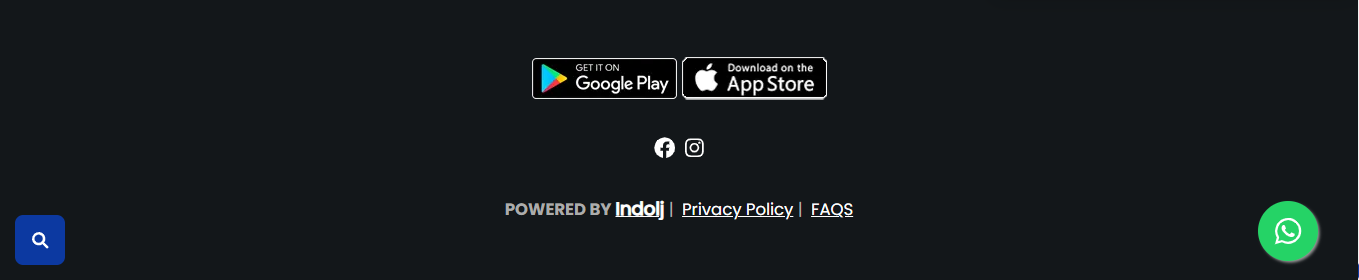 GET IT ON
Google Play
Download on the
App Store
POWERED BY Indolj | Privacy Policy | FAQS